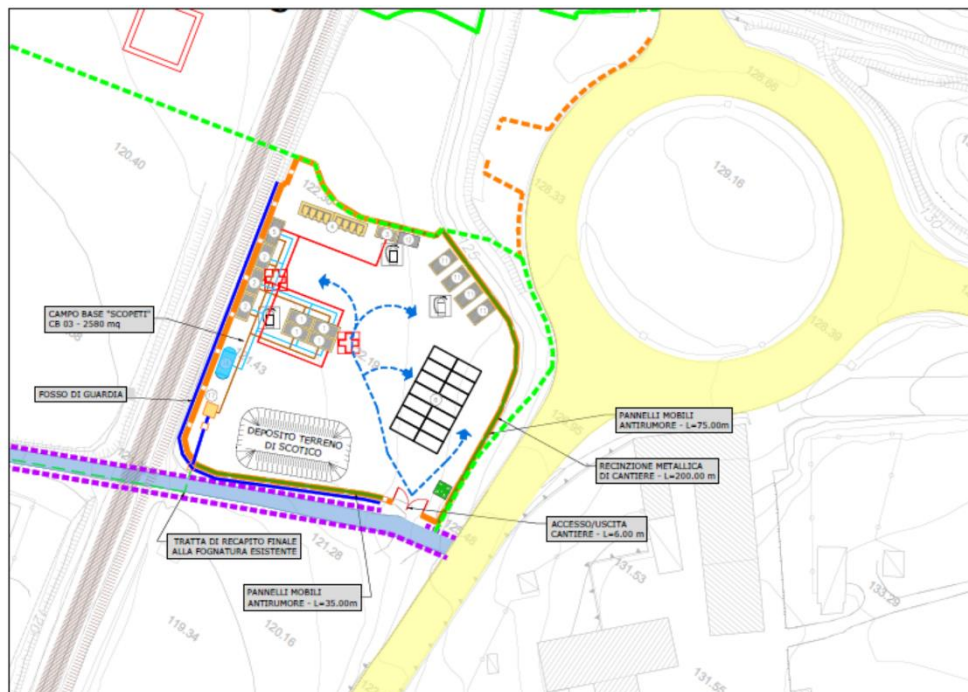 128.66
120.40
129.16
128.33
122.19
CAMPO BASE "SCOPETI"
CB 03 - 2580 mq
FOSSO DI GUARDIA
DEPOSITO TERRENO
DI SCOTICO
PANNELLI MOBILI
ANTIRUMORE - L=75.00m
RECINZIONE METALLICA
DI CANTIERE - L=200.00 m
ACCESSO/USCITA
CANTIERE - L=6.00 m
TRATTA DI RECAPITO FINALE
ALLA FOGNATURA ESISTENTE
121.28
PANNELLI MOBILI
ANTIRUMORE - L=35.00m
131.53
133.29
119.34
120.16
131.55